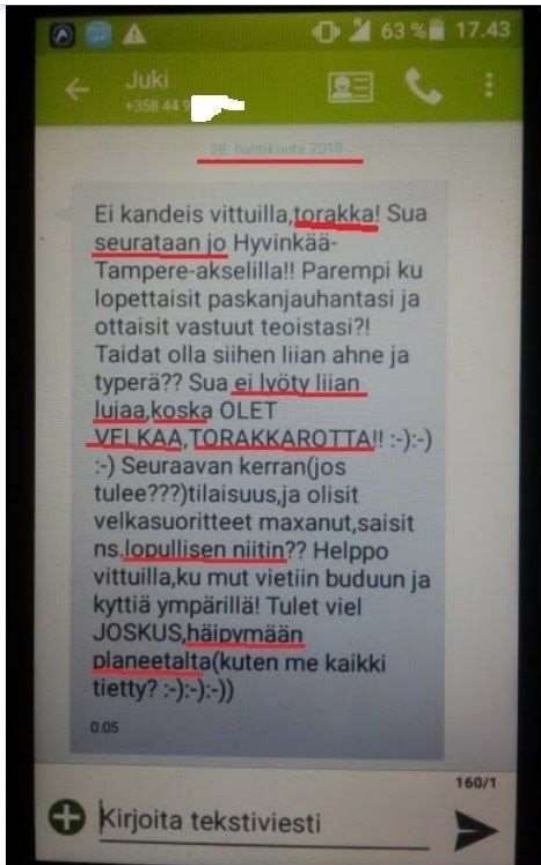 63 % 17.43
Juki
+358 44 9
28. huhtikuuta 2018
Ei kandeis vittuilla,torakka! Sua
seurataan jo Hyvinkää-
Tampere-akselilla!! Parempi ku
lopettaisit paskanjauhantasi ja
ottaisit vastuut teoistasi?!
Taidat olla siihen liian ahne ja
typerä?? Sua ei lyöty liian
lujaa,koska OLET
VELKAA,TORAKKAROTTA!! :-):-)
:-) Seuraavan kerran(jos
tulee???)tilaisuus,ja olisit
velkasuoritteet maxanut,saisit
ns.lopullisen niitin?? Helppo
vittuilla,ku mut vietiin buduun ja
kyttiä ympärillä! Tulet viel
JOSKUS,häipymään
planeetalta(kuten me kaikki
tietty? :-):-):-))
0.05
160/1
Kirjoita tekstiviesti